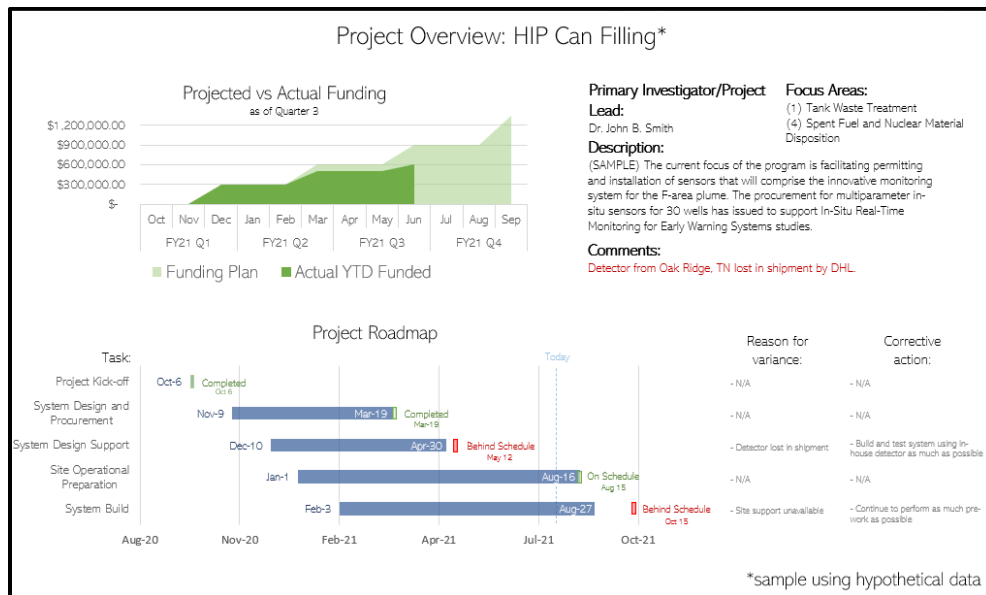 Project Overview: HIP Can Filling*
Projected vs Actual Funding
as of Quarter 3
$1,200,000.00
$900,000.00
$600,000.00
$300,000.00
$-
Oct Nov Dec Jan Feb Mar Apr May Jun Jul Aug Sep
FY21 Q1 FY21 Q2 FY21 Q3 FY21 Q4
Funding Plan Actual YTD Funded
Primary Investigator/Project
Lead:
Dr. John B. Smith
Focus Areas:
(1) Tank Waste Treatment
(4) Spent Fuel and Nuclear Material
Disposition
Description:
(SAMPLE) The current focus of the program is facilitating permitting
and installation of sensors that will comprise the innovative monitoring
system for the F-area plume. The procurement for multiparameter in-
situ sensors for 30 wells has issued to support In-Situ Real-Time
Monitoring for Early Warning Systems studies.
Comments:
Detector from Oak Ridge, TN lost in shipment by DHL.
Project Roadmap
Task:
Today
Reason for
variance:
Corrective
action:
Project Kick-off
Oct-6
Completed
Oct 6
- N/A
- N/A
System Design and
Procurement
Nov-9
Mar-19
Completed
Mar-19
- N/A
- N/A
System Design Support
Dec-10
Apr-30
Behind Schedule
May 12
- Detector lost in shipment
- Build and test system using in-
house detector as much as possible
Site Operational
Preparation
Jan-1
Aug-16
On Schedule
Aug 15
- N/A
- N/A
System Build
Feb-3
Aug-27
Behind Schedule
Oct 15
- Site support unavailable
- Continue to perform as much pre-
work as possible
Aug-20 Nov-20 Feb-21 Apr-21 Jul-21 Oct-21
*sample using hypothetical data